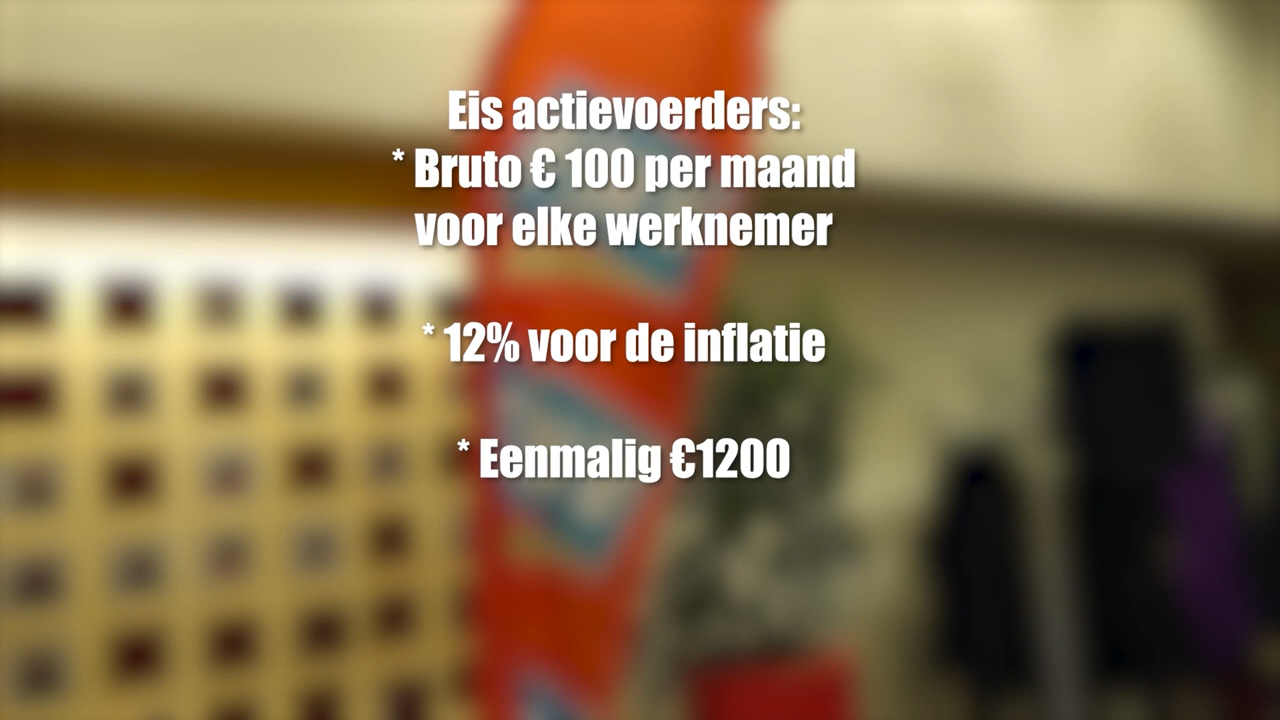 Eis actievoerders:
* Bruto € 100 per maand
voor elke werknemer
* 12% voor de inflatie
* Eenmalig €1200